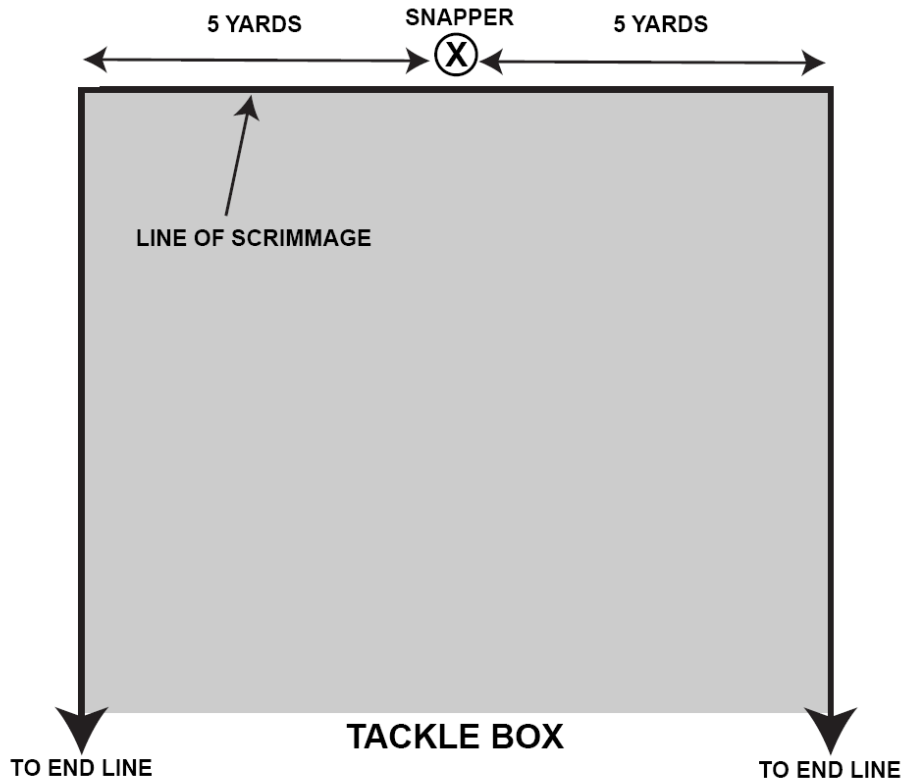 5 YARDS
SNAPPER
5 YARDS
X
LINE OF SCRIMMAGE
TACKLE BOX
TO END LINE
TO END LINE